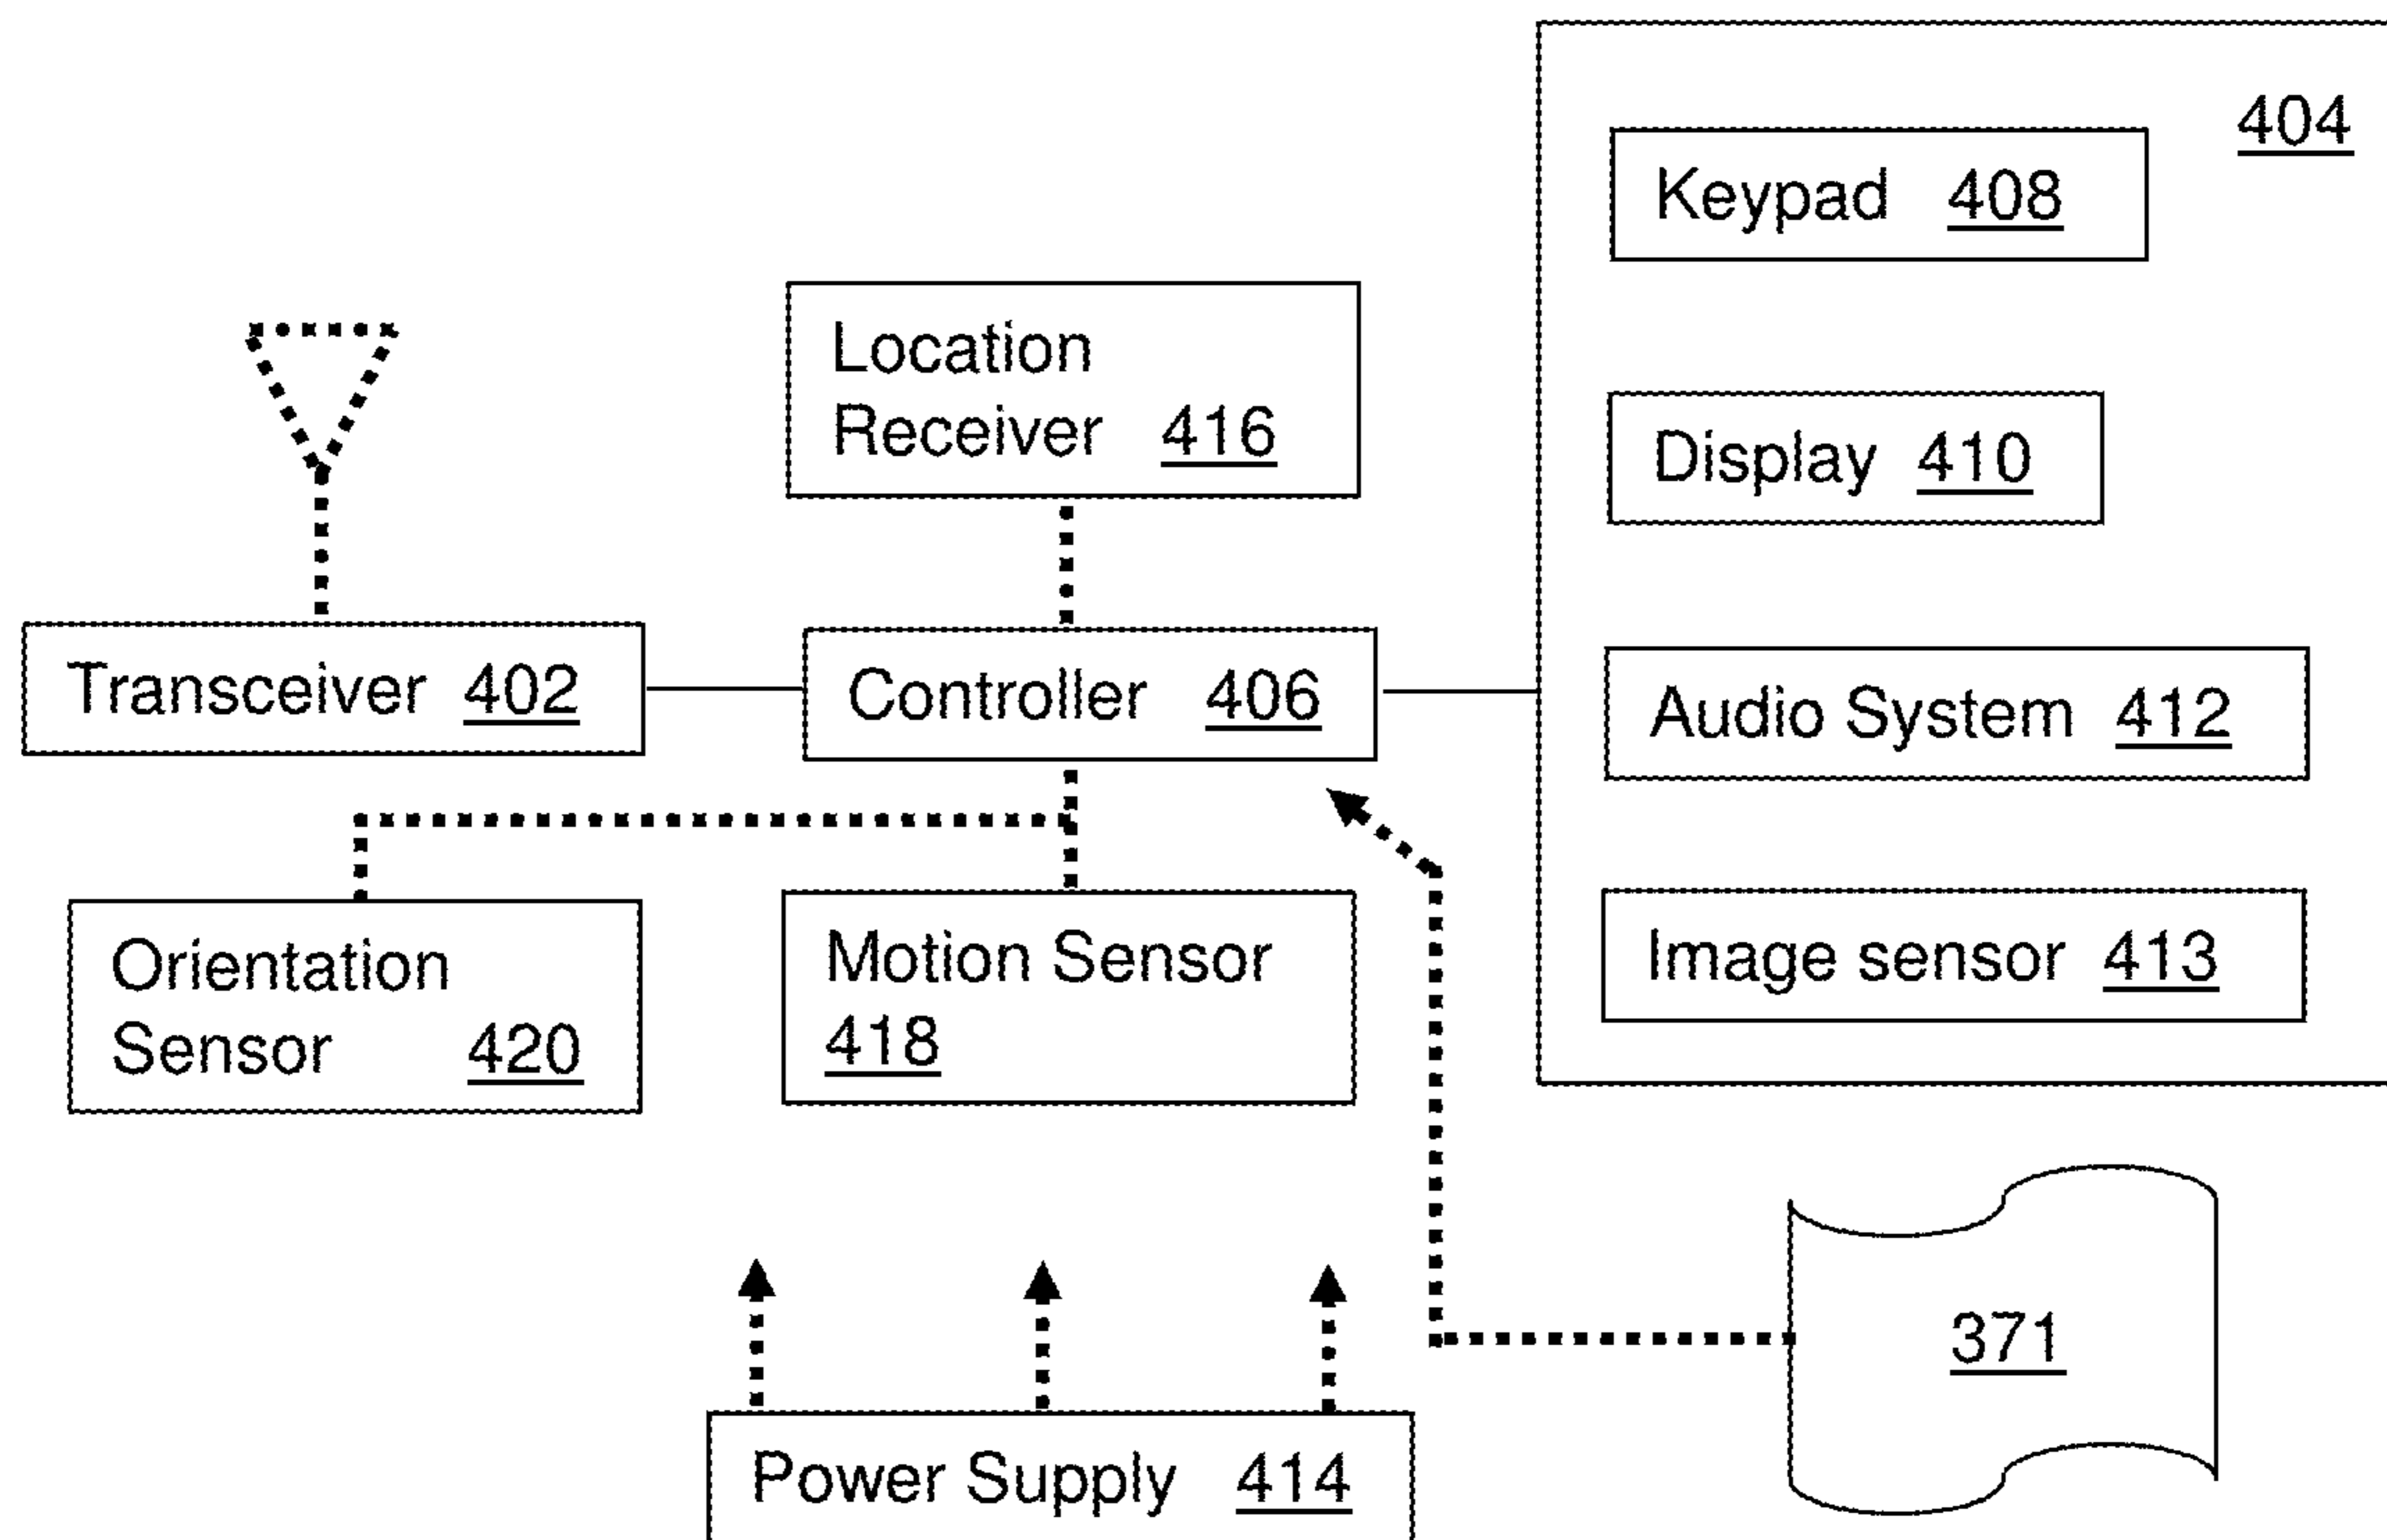 404
Keypad 408
Location
Receiver 416
Display 410
Transceiver 402
Controller 406
Audio System 412
Orientation
Sensor 420
Motion Sensor
418
Image sensor 413
371
Power Supply 414